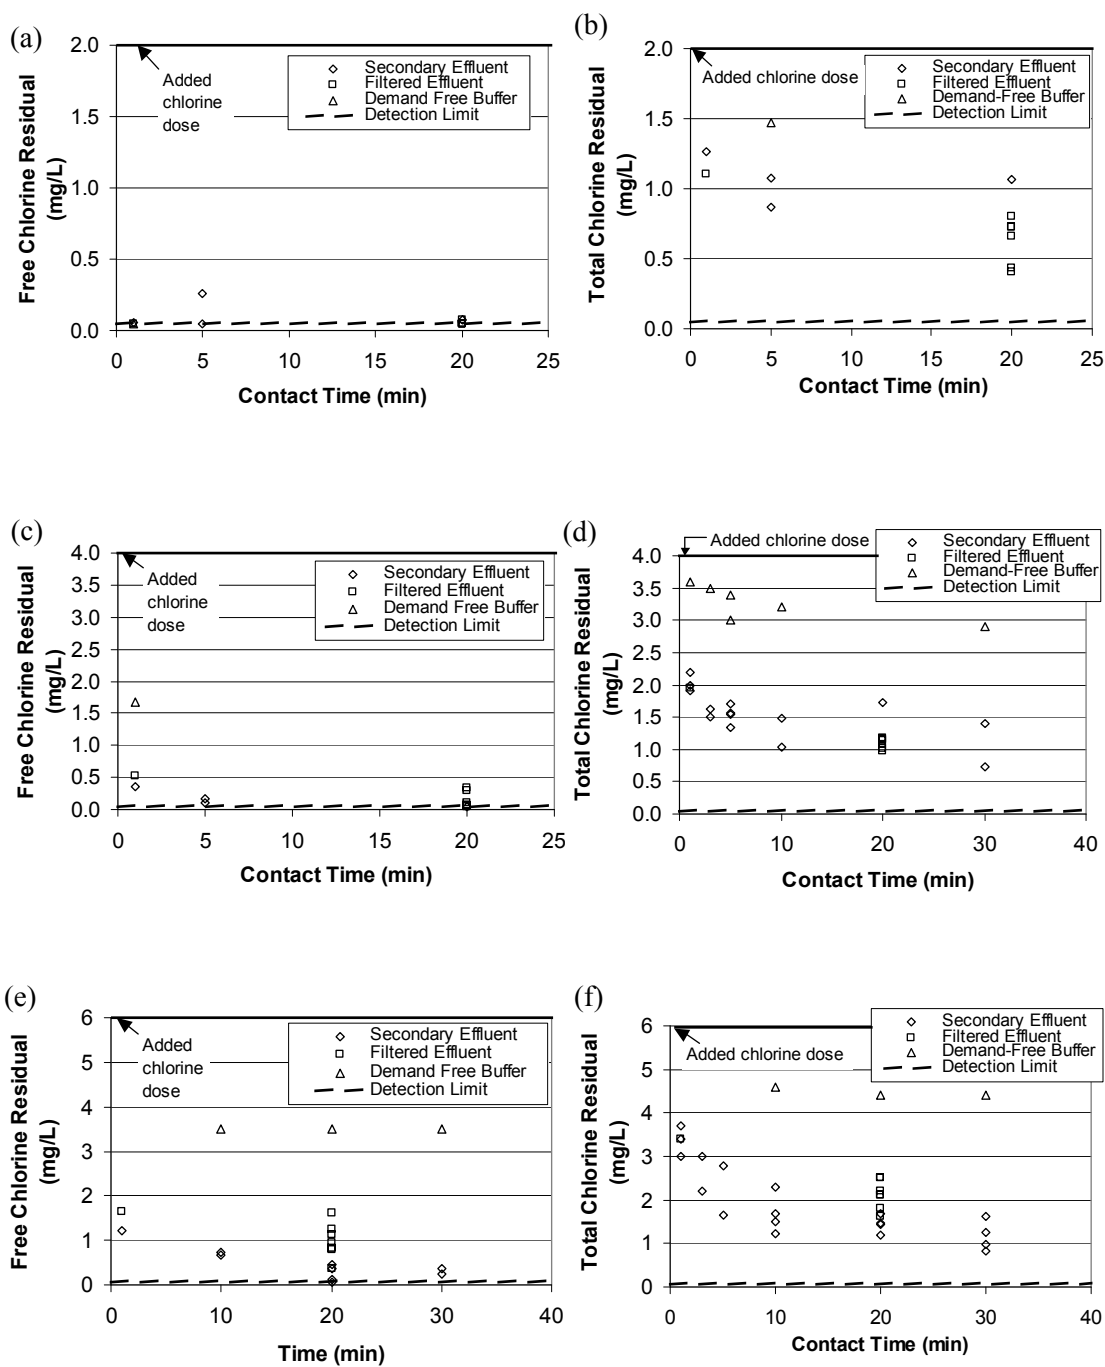 (a)
2.0
1.5
1.0
0.5
0.0
0 5 10 15 20 25
Free Chlorine Residual
(mg/L)
Contact Time (min)
Added
chlorine
dose
Secondary Effluent
Filtered Effluent
Demand Free Buffer
Detection Limit
(b)
2.0
1.5
1.0
0.5
0.0
0 5 10 15 20 25
Total Chlorine Residual
(mg/L)
Contact Time (min)
Added chlorine dose
Secondary Effluent
Filtered Effluent
Demand-Free Buffer
Detection Limit
(c)
4.0
3.5
3.0
2.5
2.0
1.5
1.0
0.5
0.0
0 5 10 15 20 25
Free Chlorine Residual
(mg/L)
Contact Time (min)
Added
chlorine
dose
Secondary Effluent
Filtered Effluent
Demand Free Buffer
Detection Limit
(d)
4.0
3.5
3.0
2.5
2.0
1.5
1.0
0.5
0.0
0 10 20 30 40
Total Chlorine Residual
(mg/L)
Contact Time (min)
Added chlorine dose
Secondary Effluent
Filtered Effluent
Demand-Free Buffer
Detection Limit
(e)
6
5
4
3
2
1
0
0 10 20 30 40
Free Chlorine Residual
(mg/L)
Time (min)
Added
chlorine
dose
Secondary Effluent
Filtered Effluent
Demand Free Buffer
Detection Limit
(f)
6
5
4
3
2
1
0
0 10 20 30 40
Total Chlorine Residual
(mg/L)
Contact Time (min)
Added chlorine dose
Secondary Effluent
Filtered Effluent
Demand-Free Buffer
Detection Limit